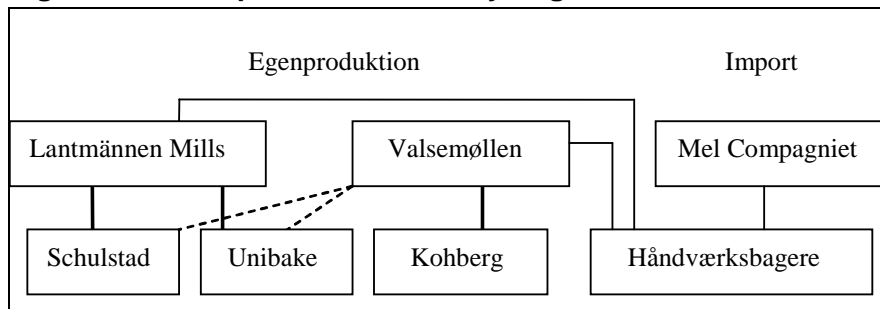 Egenproduktion Import
Lantmännen Mills Valsemøllen Mel Compagniet
Schulstad Unibake Kohberg Håndværksbagere